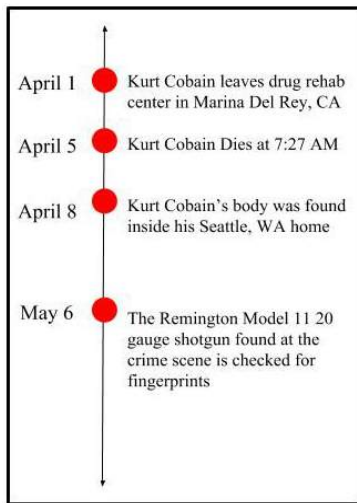 April 1
Kurt Cobain leaves drug rehab
center in Marina Del Rey, CA
April 5
Kurt Cobain Dies at 7:27 AM
April 8
Kurt Cobain’s body was found
inside his Seattle, WA home
May 6
The Remington Model 11 20
gauge shotgun found at the
crime scene is checked for
fingerprints